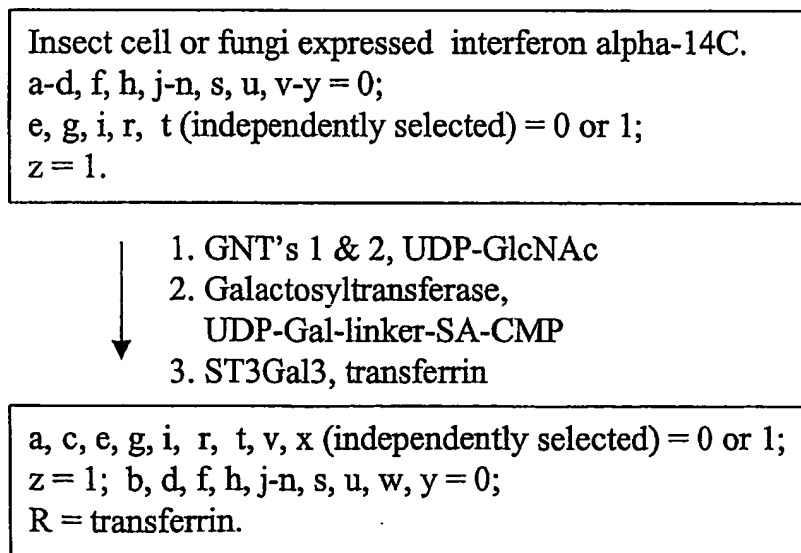 Insect cell or fungi expressed interferon alpha-14C.
a-d, f, h, j-n, s, u, v-y = 0;
e, g, i, r, t (independently selected) = 0 or 1;
z = 1.
1. GNT's 1 & 2, UDP-GlcNAc
2. Galactosyltransferase,
UDP-Gal-linker-SA-CMP
3. ST3Gal3, transferrin
a, c, e, g, i, r, t, v, x (independently selected) = 0 or 1;
z = 1; b, d, f, h, j-n, s, u, w, y = 0;
R = transferrin.